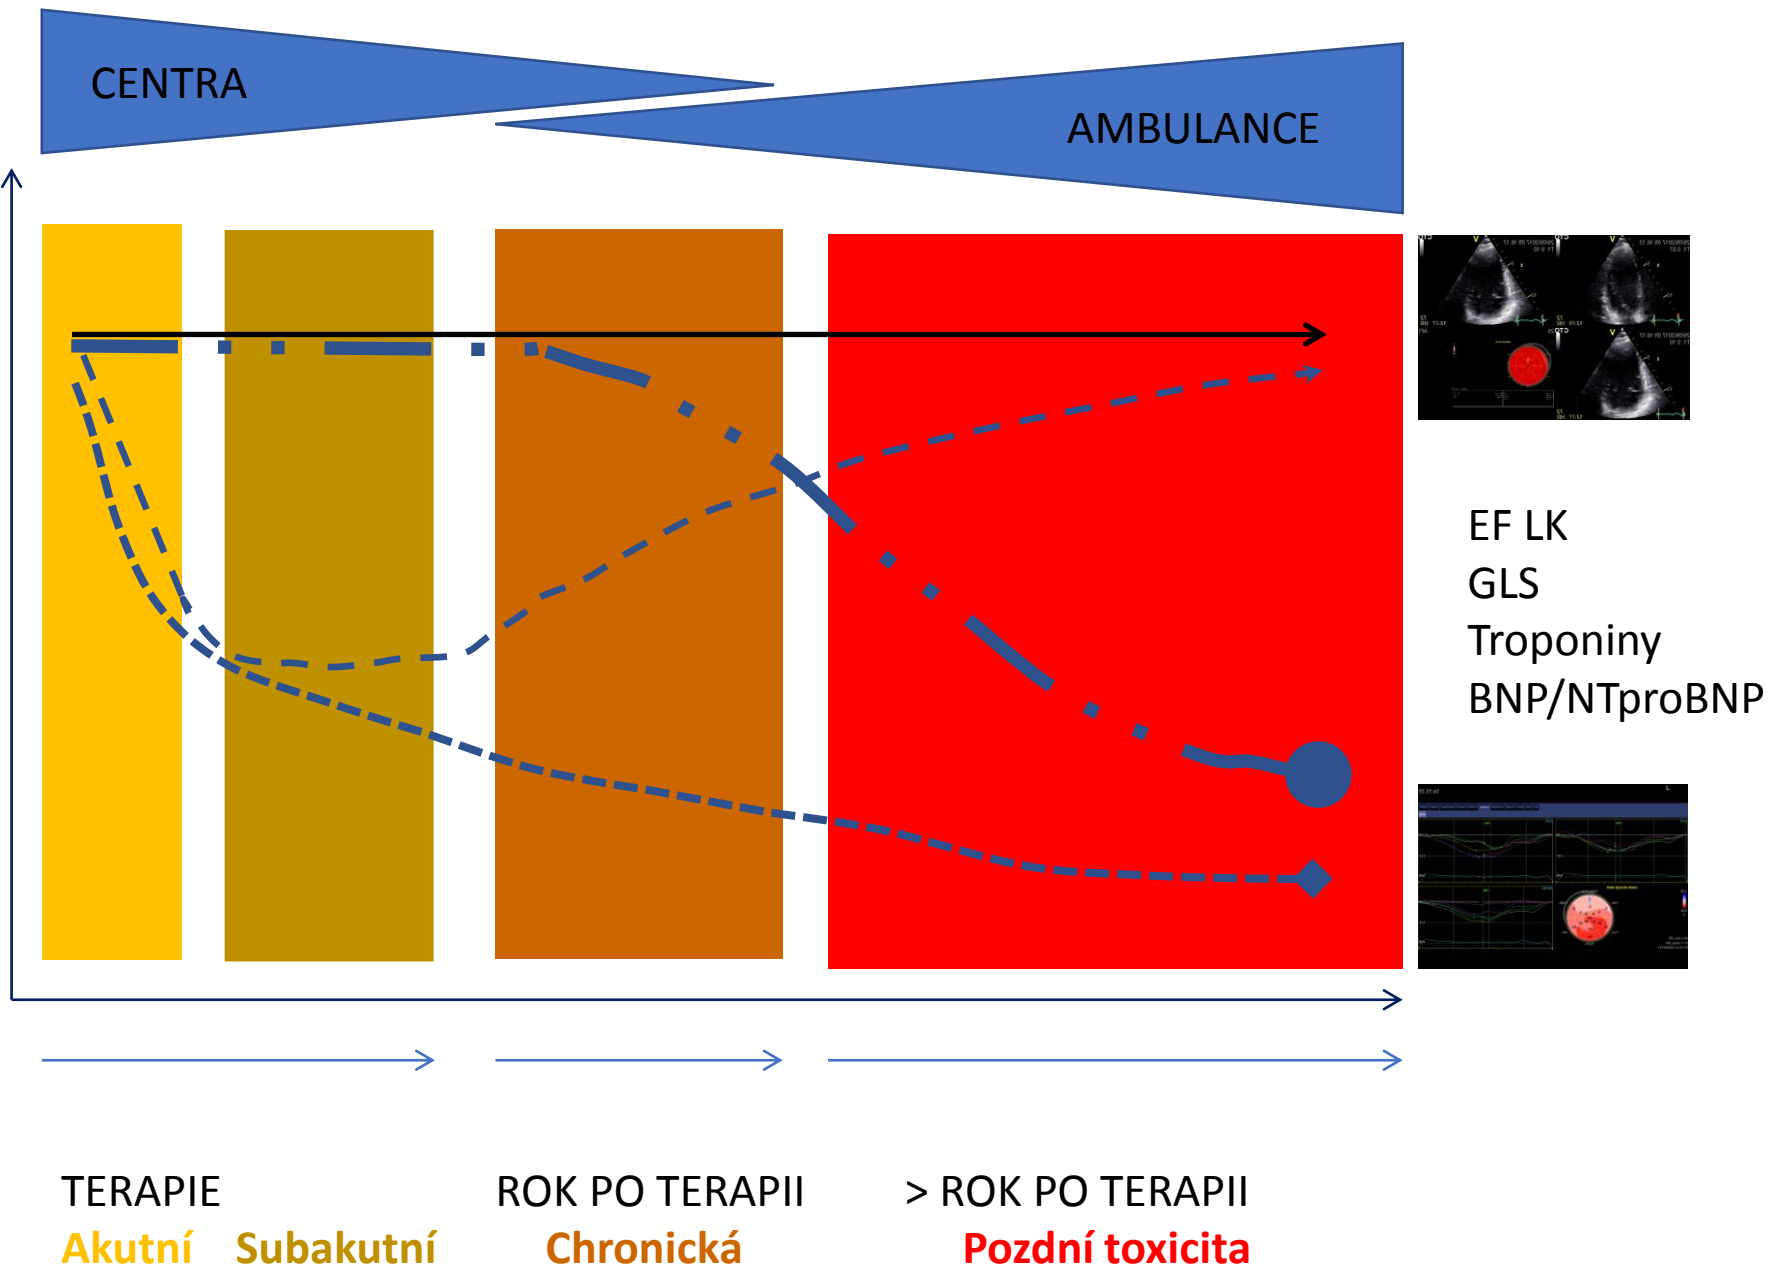 CENTRA
AMBULANCE
EF LK
GLS
Troponiny
BNP/NTproBNP
TERAPIE
ROK PO TERAPII
> ROK PO TERAPII
Akutní
Subakutní
Chronická
Pozdní toxicita